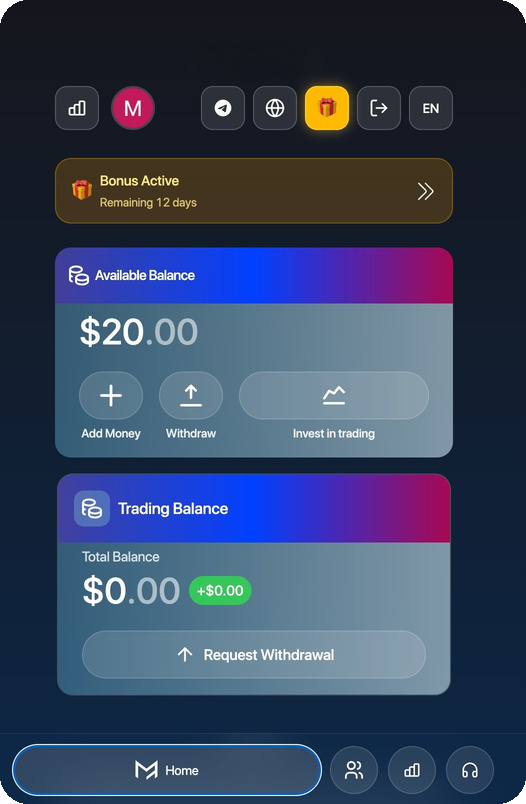 M
EN
Bonus Active
Remaining 12 days
Available Balance
$20.00
Add Money
Withdraw
Invest in trading
Trading Balance
Total Balance
$0.00 +$0.00
Request Withdrawal
Home